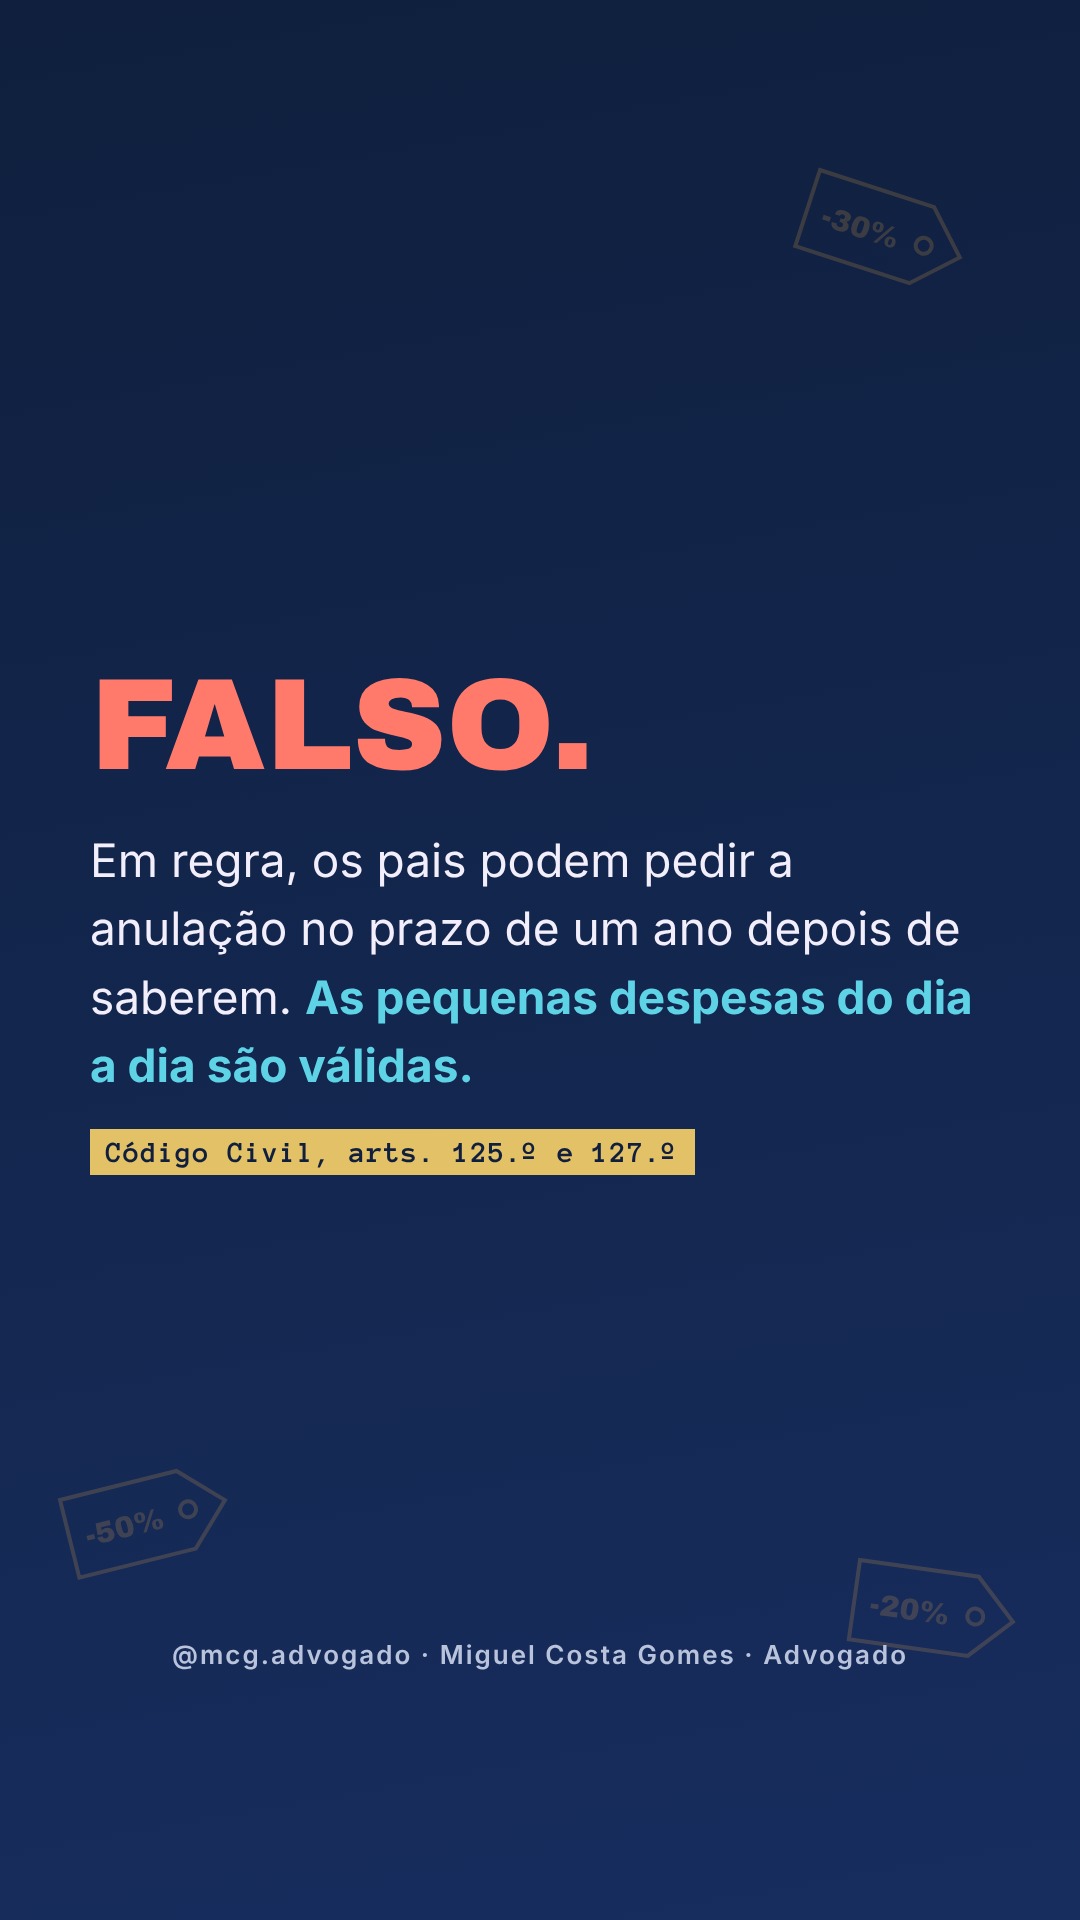 -30%
FALSO.
Em regra, os pais podem pedir a
anulação no prazo de um ano depois de
saberem. As pequenas despesas do dia
a dia são válidas.
Código Civil, arts. 125.º e 127.º
-50%
-20%
@mcg.advogado · Miguel Costa Gomes · Advogado